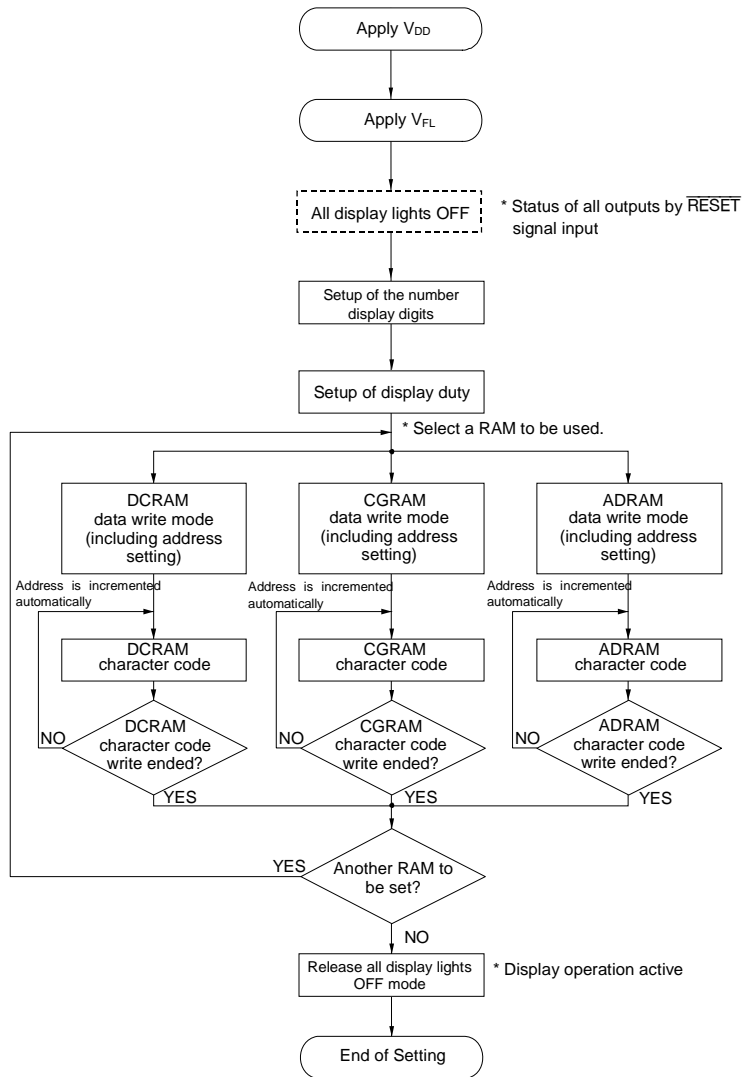 Apply VDD
Apply VFL
All display lights OFF
* Status of all outputs by RESET
signal input
Setup of the number
display digits
Setup of display duty
* Select a RAM to be used.
DCRAM
data write mode
(including address
setting)
CGRAM
data write mode
(including address
setting)
ADRAM
data write mode
(including address
setting)
Address is incremented
automatically
Address is incremented
automatically
Address is incremented
automatically
DCRAM
character code
CGRAM
character code
ADRAM
character code
NO
DCRAM
character code
write ended?
NO
CGRAM
character code
write ended?
NO
ADRAM
character code
write ended?
YES
YES
YES
YES
Another RAM to
be set?
NO
Release all display lights
OFF mode
* Display operation active
End of Setting